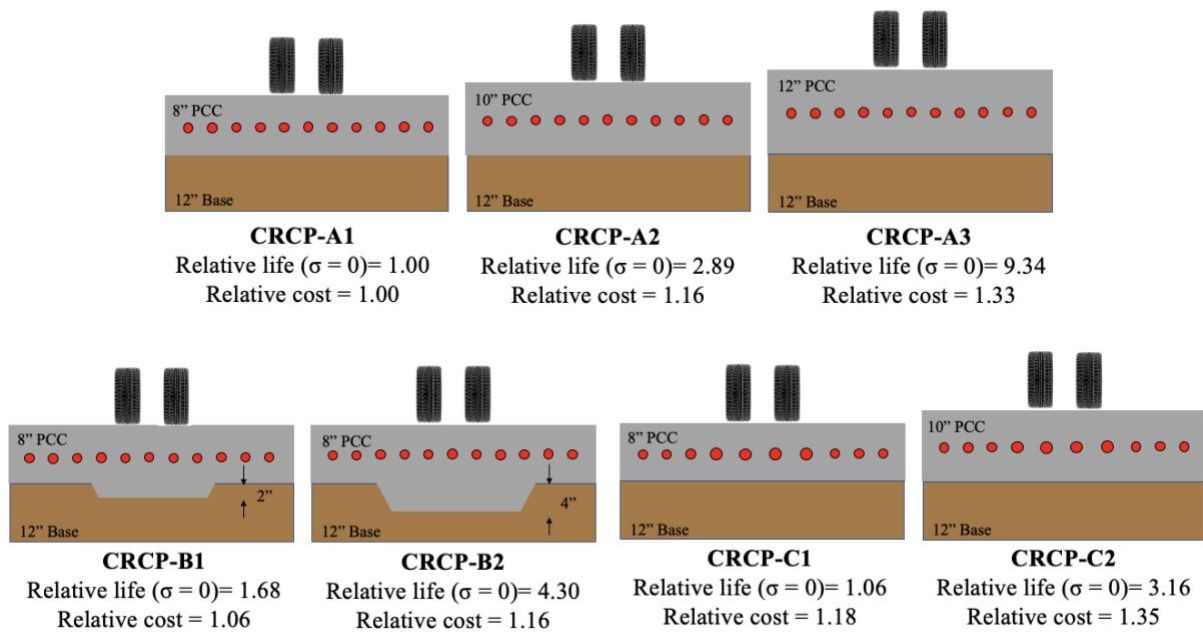 8” PCC
12” Base
CRCP-A1
Relative life (σ = 0)= 1.00
Relative cost = 1.00
10” PCC
12” Base
CRCP-A2
Relative life (σ = 0)= 2.89
Relative cost = 1.16
12” PCC
12” Base
CRCP-A3
Relative life (σ = 0)= 9.34
Relative cost = 1.33
8” PCC
2”
12” Base
CRCP-B1
Relative life (σ = 0)= 1.68
Relative cost = 1.06
8” PCC
4”
12” Base
CRCP-B2
Relative life (σ = 0)= 4.30
Relative cost = 1.16
8” PCC
12” Base
CRCP-C1
Relative life (σ = 0)= 1.06
Relative cost = 1.18
10” PCC
12” Base
CRCP-C2
Relative life (σ = 0)= 3.16
Relative cost = 1.35